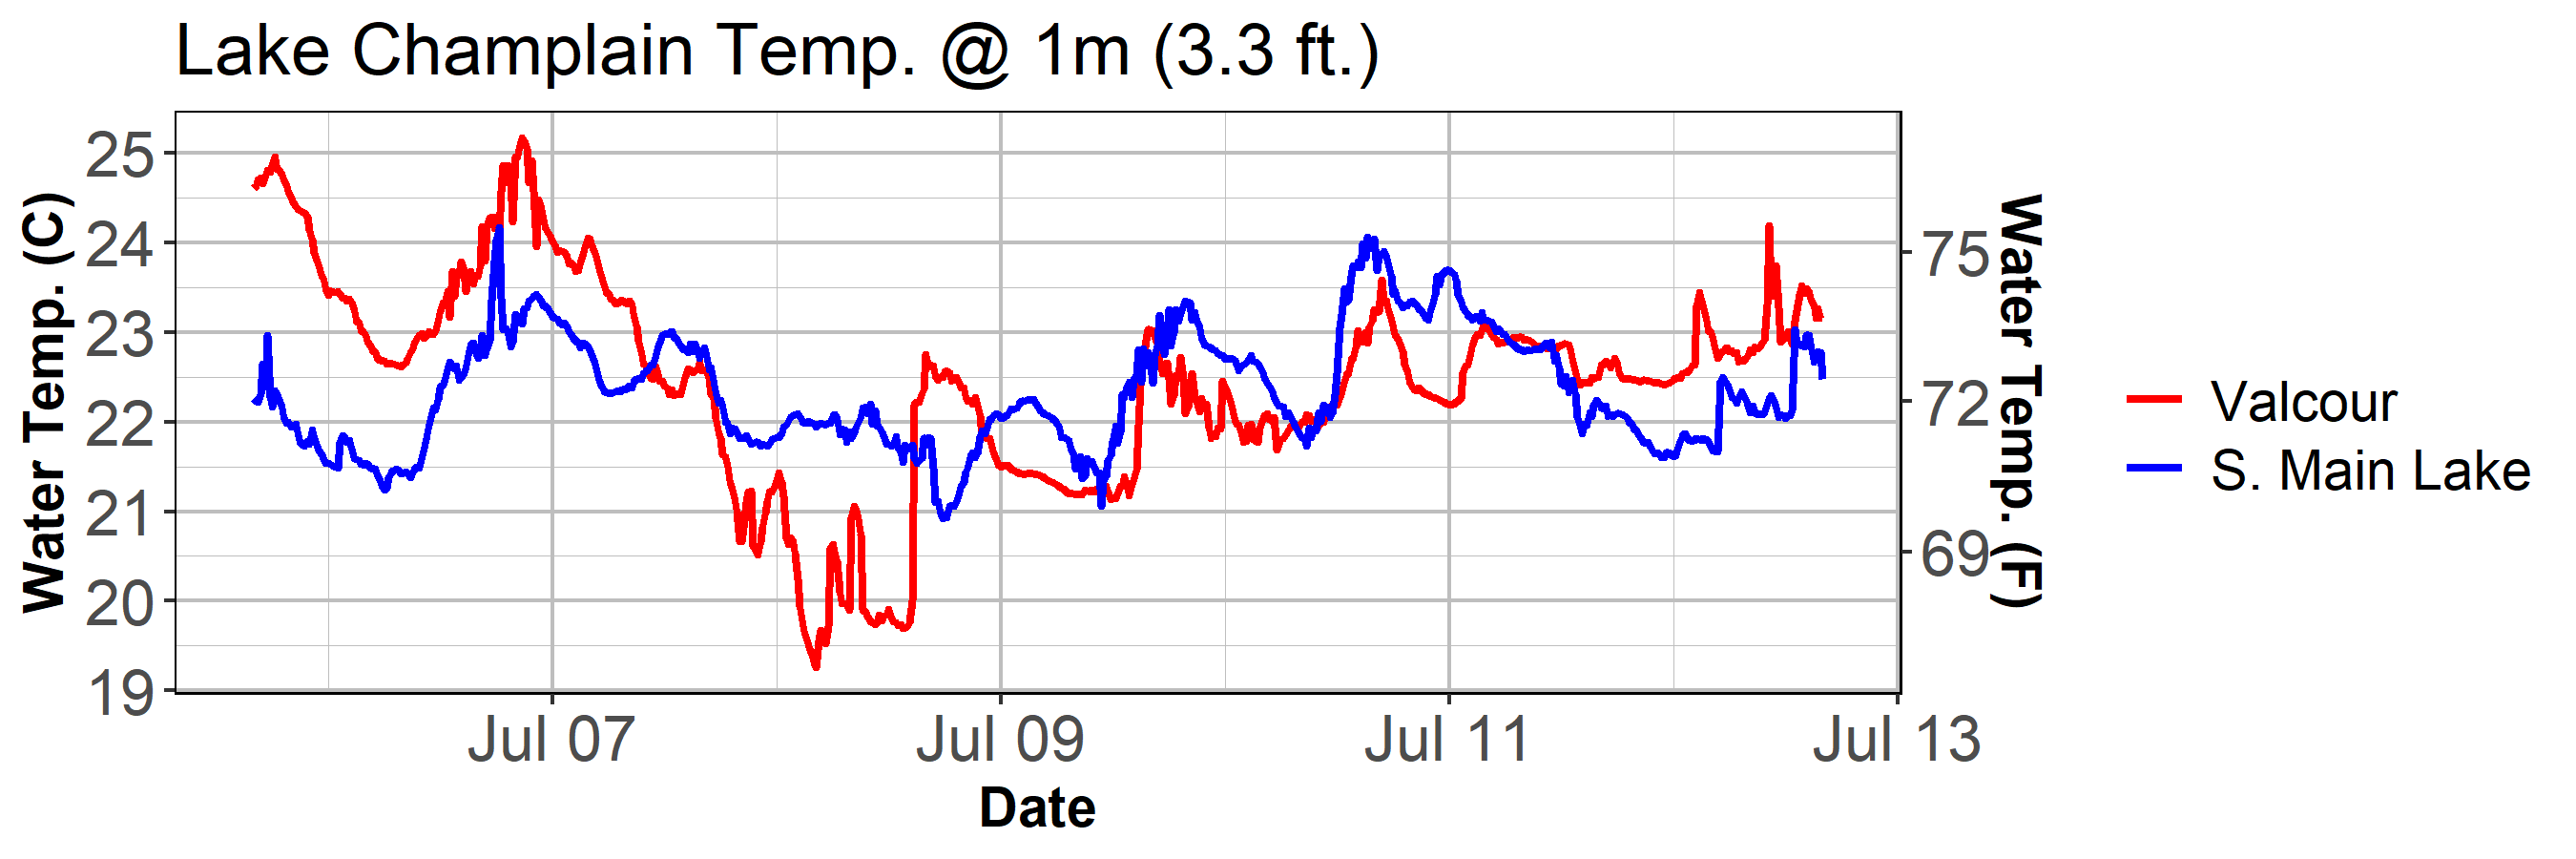 Lake Champlain Temp. @ 1m (3.3 ft.)
Water Temp. (C)
25
24
23
22
21
20
19
75
72
69
Water Temp. (F)
Jul 07
Jul 09
Jul 11
Jul 13
Date
Valcour
S. Main Lake